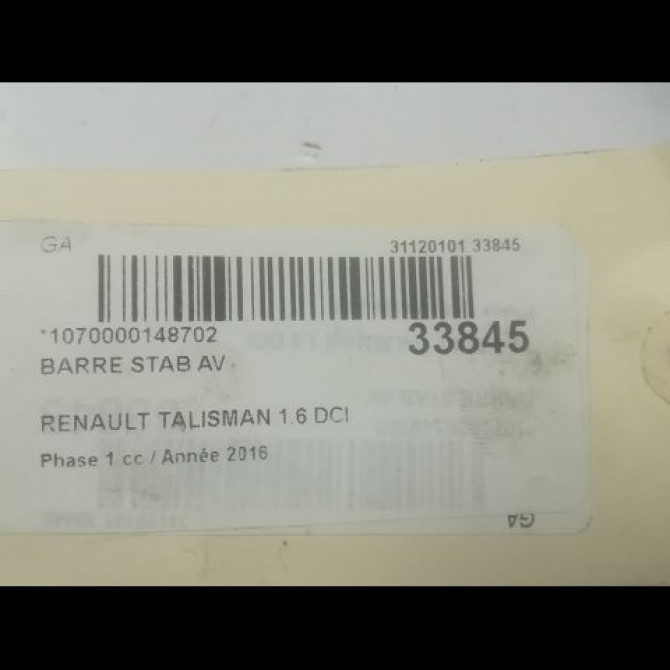 GA 31120101 33845
*1070000148702 33845
BARRE STAB AV
RENAULT TALISMAN 1.6 DCI
Phase 1 cc / Année 2016
GA